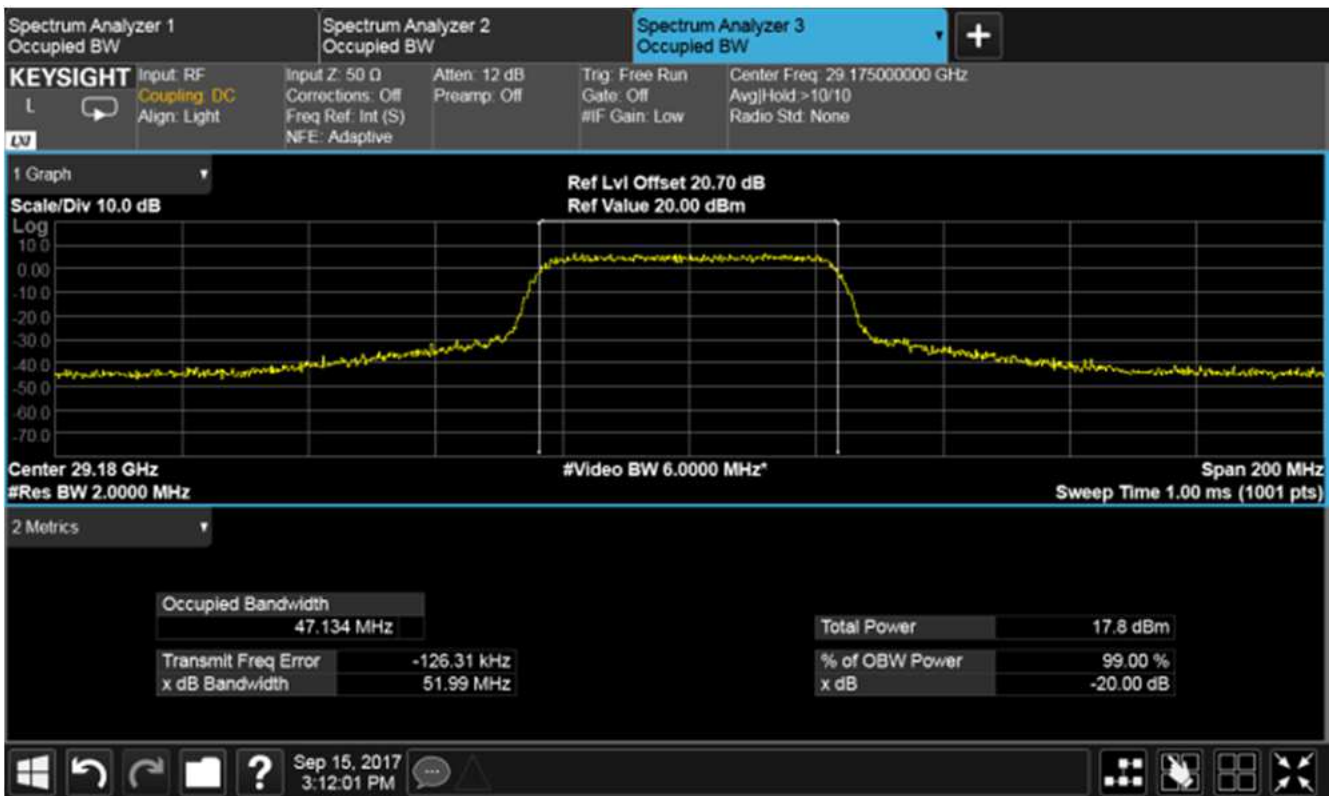 Spectrum Analyzer 1
Occupied BW
Spectrum Analyzer 2
Occupied BW
Spectrum Analyzer 3
Occupied BW
KEYSIGHT
L
LXI
Input: RF
Coupling: DC
Align: Light
Input Z: 50 Ω
Corrections: Off
Freq Ref: Int (S)
NFE: Adaptive
Atten: 12 dB
Preamp: Off
Trig: Free Run
Gate: Off
#IF Gain: Low
Center Freq: 29.175000000 GHz
Avg|Hold:>10/10
Radio Std: None
1 Graph
Scale/Div 10.0 dB
Ref Lvl Offset 20.70 dB
Ref Value 20.00 dBm
Log
10.0
0.00
-10.0
-20.0
-30.0
-40.0
-50.0
-60.0
-70.0
Center 29.18 GHz
#Res BW 2.0000 MHz
#Video BW 6.0000 MHz*
Span 200 MHz
Sweep Time 1.00 ms (1001 pts)
2 Metrics
Occupied Bandwidth
47.134 MHz
Transmit Freq Error -126.31 kHz
x dB Bandwidth 51.99 MHz
Total Power 17.8 dBm
% of OBW Power 99.00 %
x dB -20.00 dB
?
Sep 15, 2017
3:12:01 PM